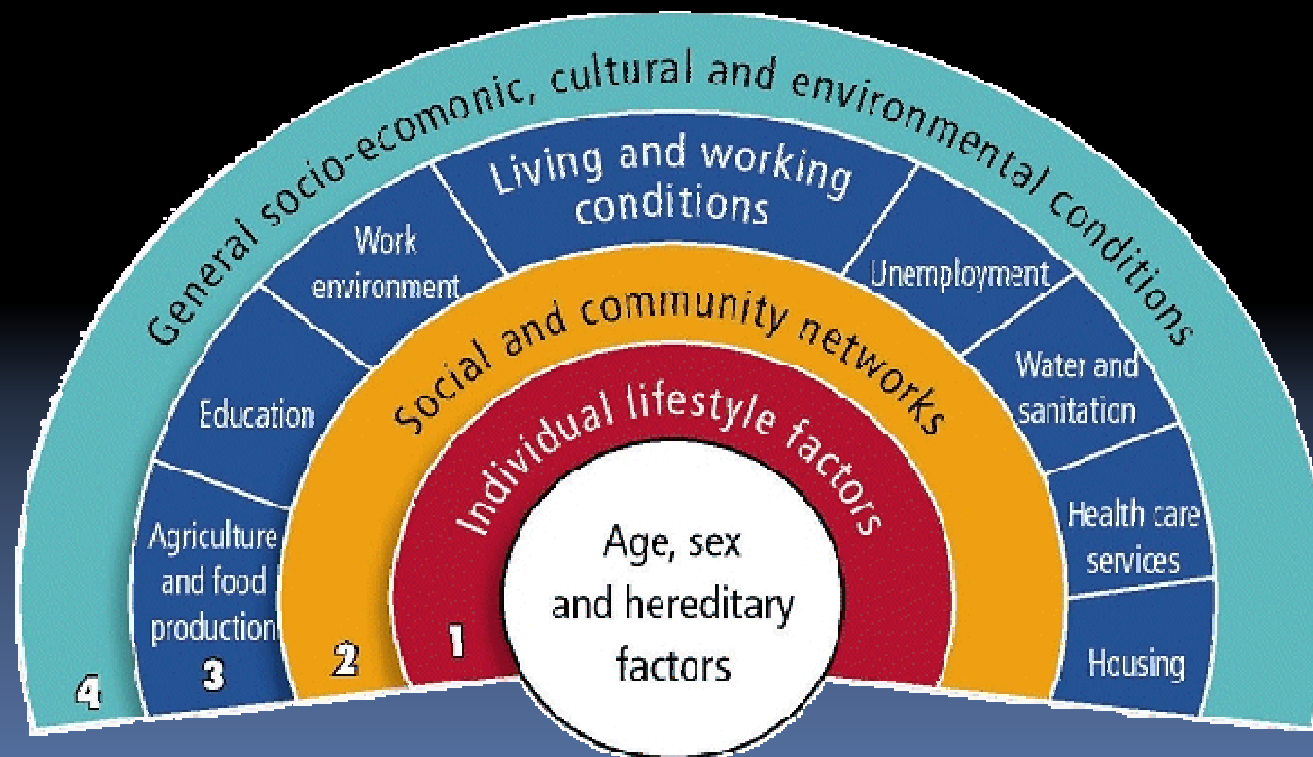 General socio-ecomonic, cultural and environmental conditions
Living and working
conditions
Work
environment
Unemployment
Education
Water and
sanitation
Agriculture
and food
production
Health care
services
Housing
Social and community networks
Individual lifestyle factors
Age, sex
and hereditary
factors
4
3
2
1